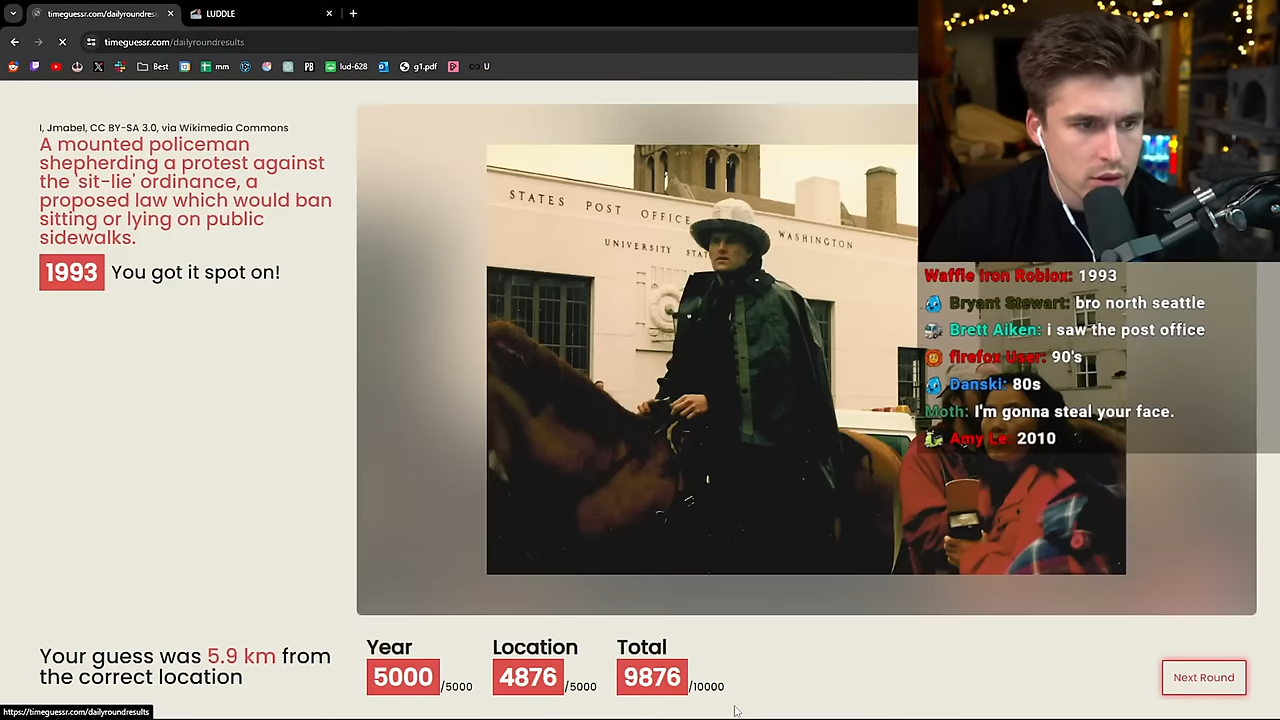 timeguessr.com/dailyroundres
LUDDLE
timeguessr.com/dailyroundresults
Best
mm
PB
lud-628
g1.pdf
U
I, Jmabel, CC BY-SA 3.0, via Wikimedia Commons
A mounted policeman
shepherding a protest against
the 'sit-lie' ordinance, a
proposed law which would ban
sitting or lying on public
sidewalks.
1993 You got it spot on!
STATES POST OFFICE
WASHINGTON
UNIVERSITY STAT
Waffle Iron Roblox: 1993
Bryant Stewart: bro north seattle
Brett Aiken: i saw the post office
firefox User: 90's
Danski: 80s
Moth: I'm gonna steal your face.
Amy Le 2010
Your guess was 5.9 km from
the correct location
Year
5000/5000
Location
4876/5000
Total
9876/10000
Next Round
https://timeguessr.com/dailyroundresults